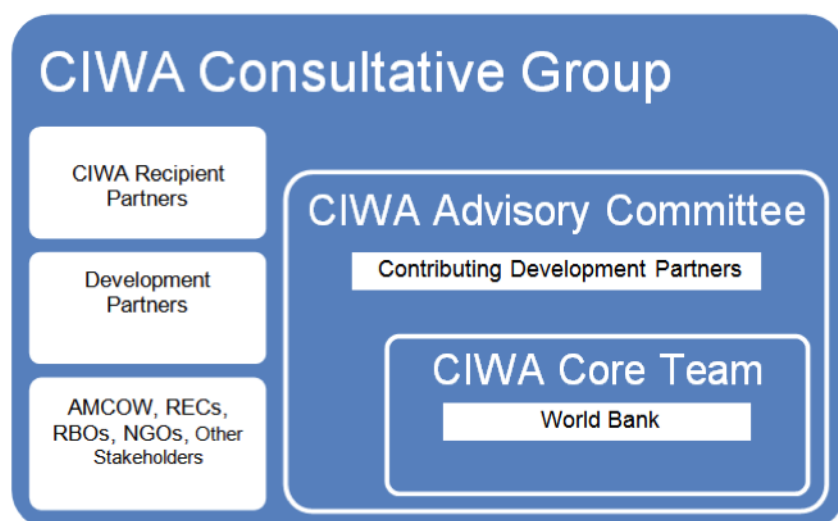 CIWA Consultative Group
CIWA Recipient
Partners
Development
Partners
AMCOW, RECs,
RBOs, NGOs, Other
Stakeholders
CIWA Advisory Committee
Contributing Development Partners
CIWA Core Team
World Bank